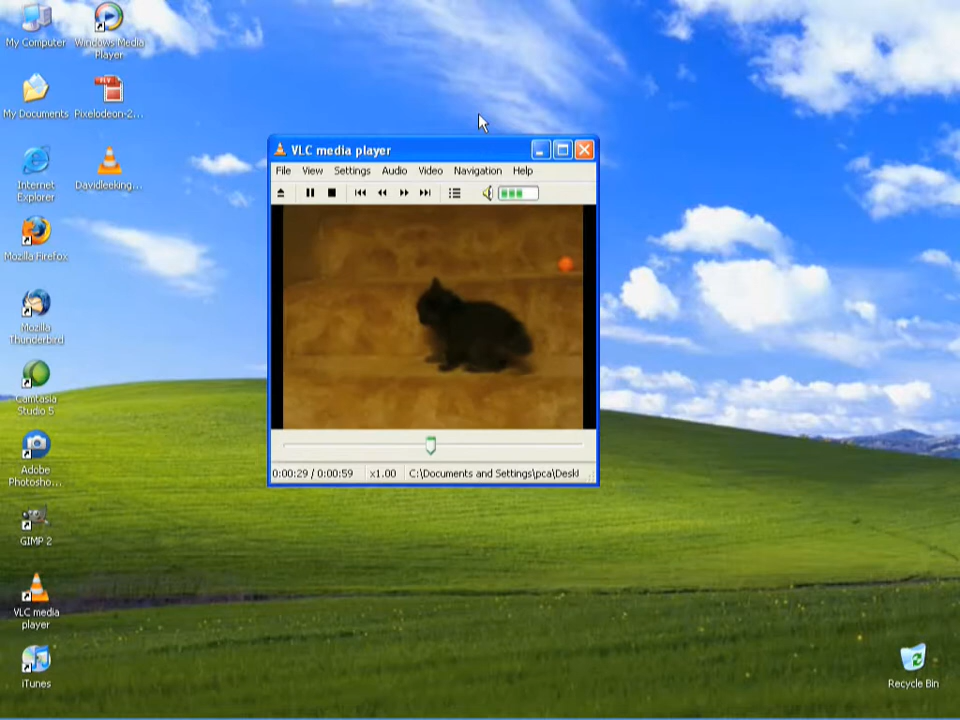 My Computer
Windows Media
Player
My Documents
FLV
Pixelodeon-2...
Internet
Explorer
Davidleeking...
Mozilla Firefox
Mozilla
Thunderbird
Camtasia
Studio 5
Adobe
Photosho...
GIMP 2
VLC media
player
iTunes
VLC media player
File View Settings Audio Video Navigation Help
0:00:29 / 0:00:59 x1.00 C:\Documents and Settings\pca\Deskl
Recycle Bin